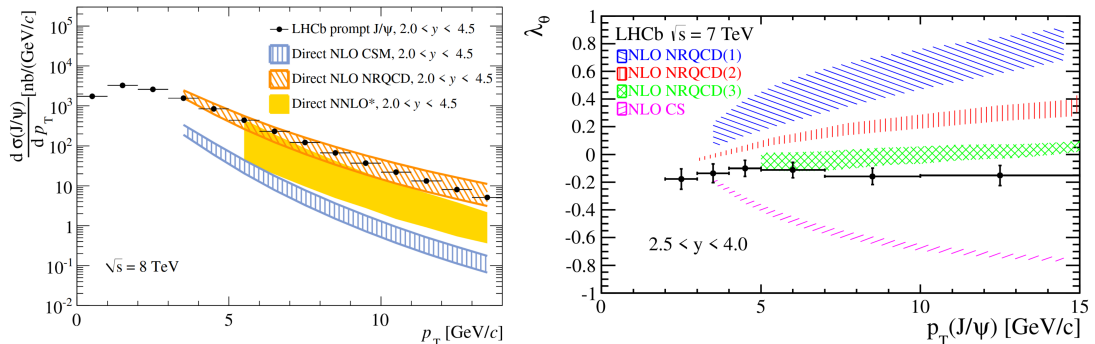 d σ(J/ψ)
d p_T
[nb/(GeV/c)]
10^6
10^5
10^4
10^3
10^2
10
1
10^-1
10^-2
LHCb prompt J/ψ, 2.0 < y < 4.5
Direct NLO CSM, 2.0 < y < 4.5
Direct NLO NRQCD, 2.0 < y < 4.5
Direct NNLO*, 2.0 < y < 4.5
√s = 8 TeV
0 5 10
p_T [GeV/c]
λ_θ
1
0.8
0.6
0.4
0.2
0
-0.2
-0.4
-0.6
-0.8
-1
LHCb √s = 7 TeV
NLO NRQCD(1)
NLO NRQCD(2)
NLO NRQCD(3)
NLO CS
2.5 < y < 4.0
0 5 10 15
p_T(J/ψ) [GeV/c]